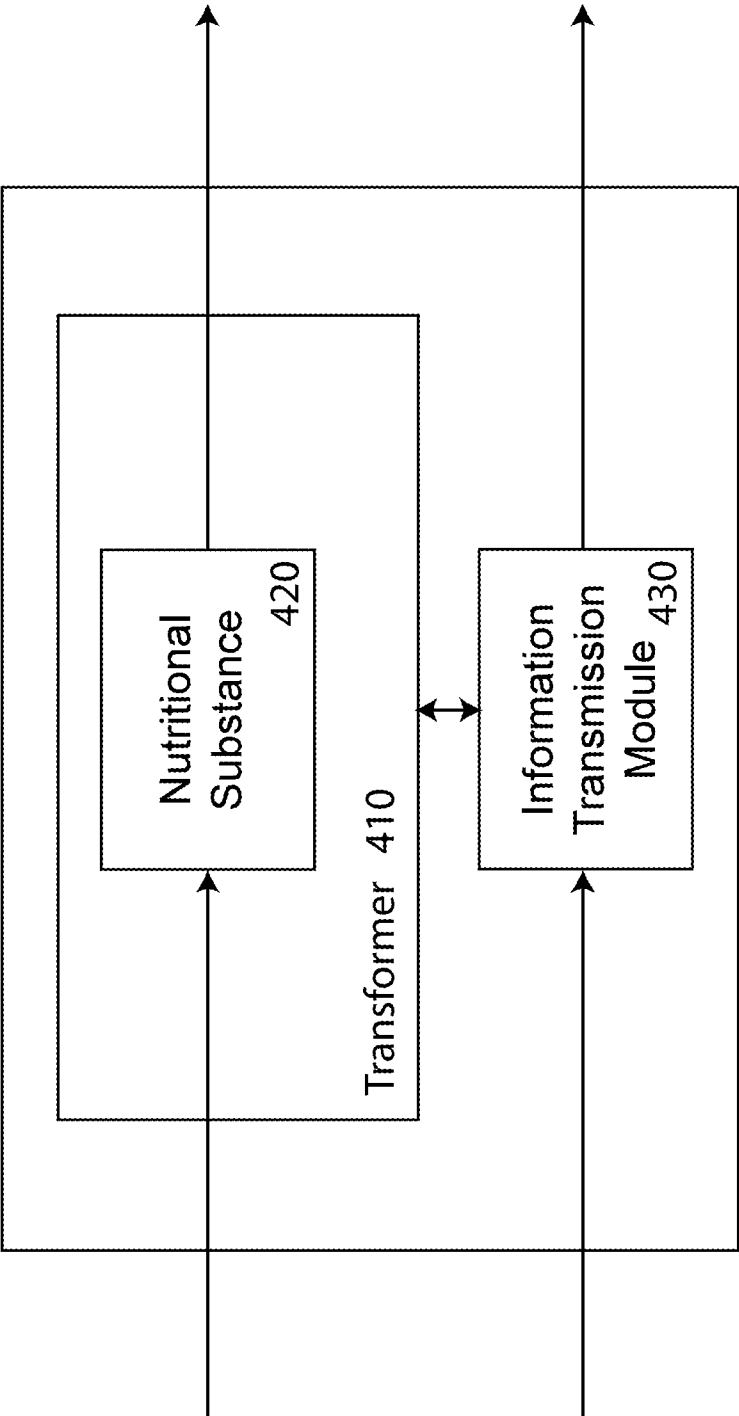 Nutritional
Substance
420
Transformer 410
Information
Transmission
Module 430